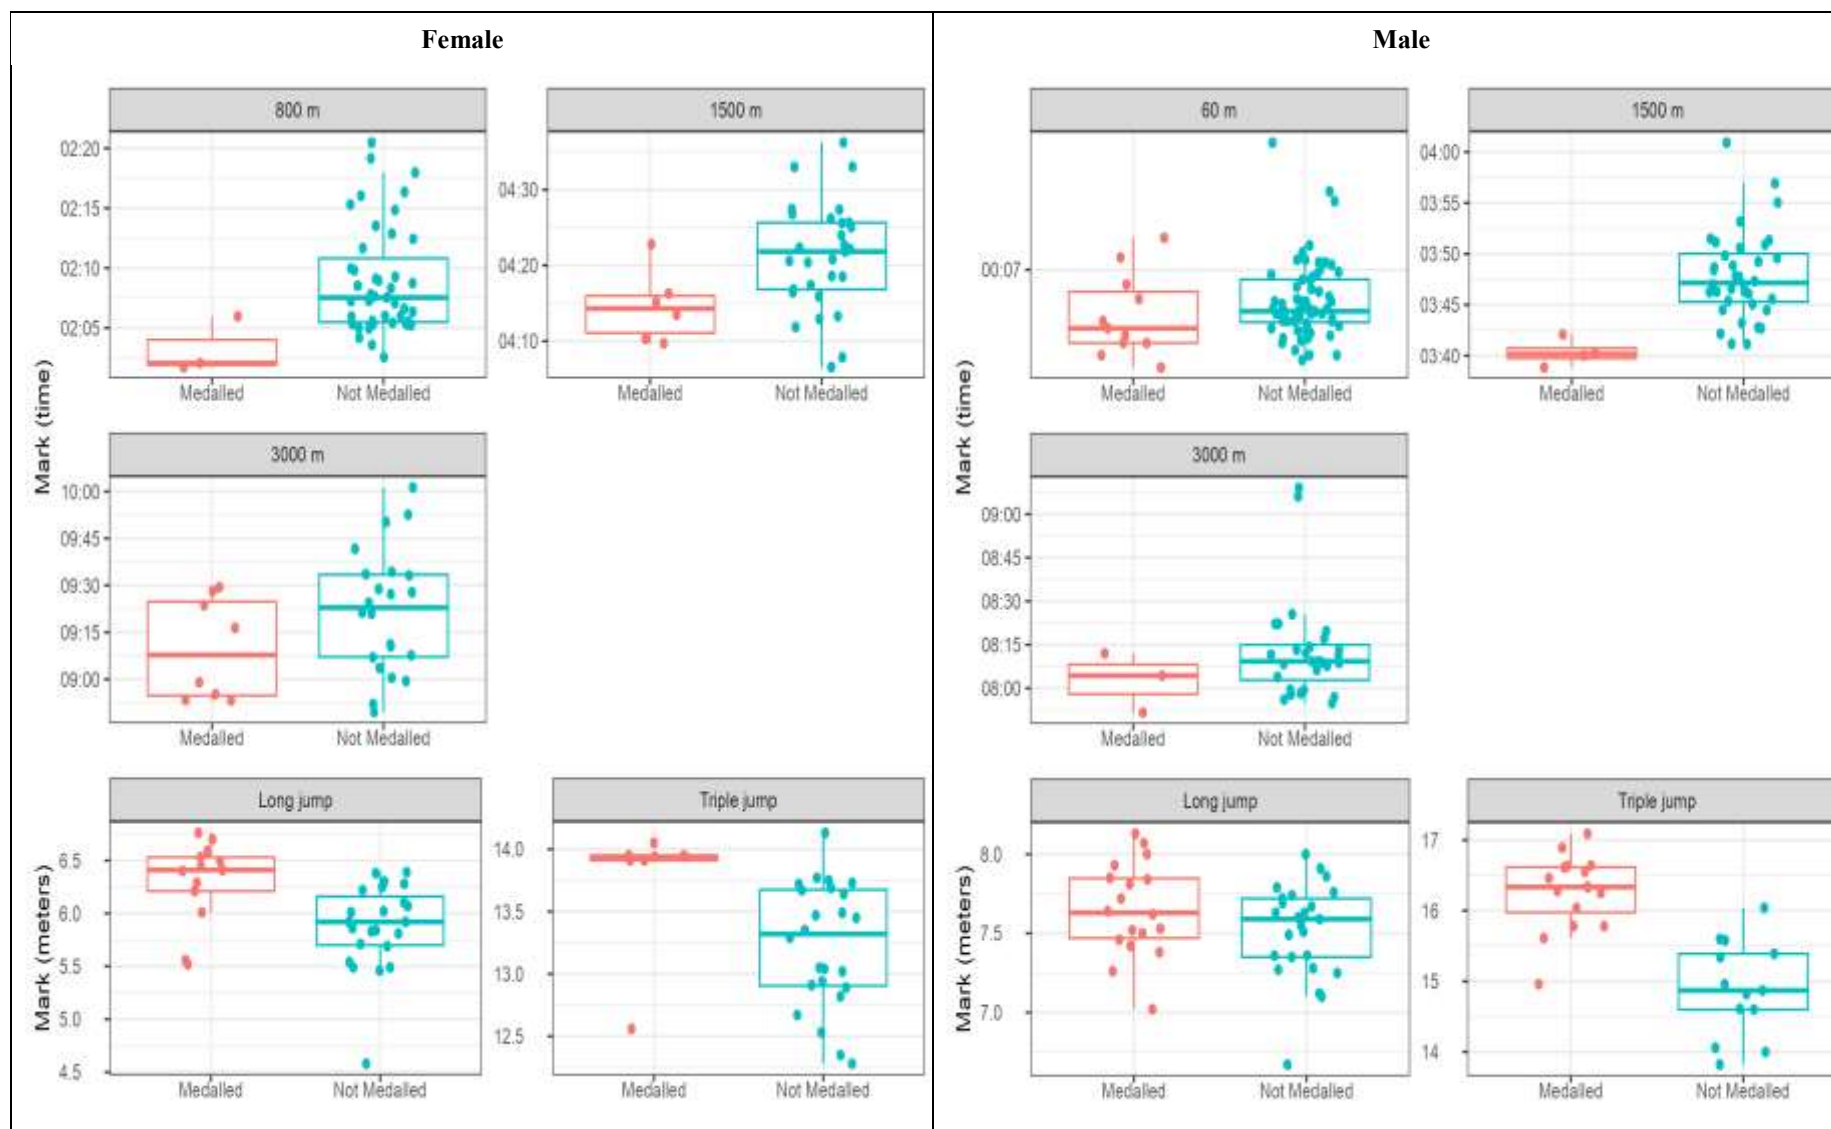 Female
Male
800 m
1500 m
60 m
1500 m
Mark (time)
02:20
02:15
02:10
02:05
04:30
04:20
04:10
Mark (time)
00:07
04:00
03:55
03:50
03:45
03:40
Medalled
Not Medalled
Medalled
Not Medalled
Medalled
Not Medalled
Medalled
Not Medalled
3000 m
3000 m
10:00
09:45
09:30
09:15
09:00
09:00
08:45
08:30
08:15
08:00
Medalled
Not Medalled
Medalled
Not Medalled
Long jump
Triple jump
Long jump
Triple jump
Mark (meters)
6.5
6.0
5.5
5.0
4.5
14.0
13.5
13.0
12.5
Mark (meters)
8.0
7.5
7.0
17
16
15
14
Medalled
Not Medalled
Medalled
Not Medalled
Medalled
Not Medalled
Medalled
Not Medalled